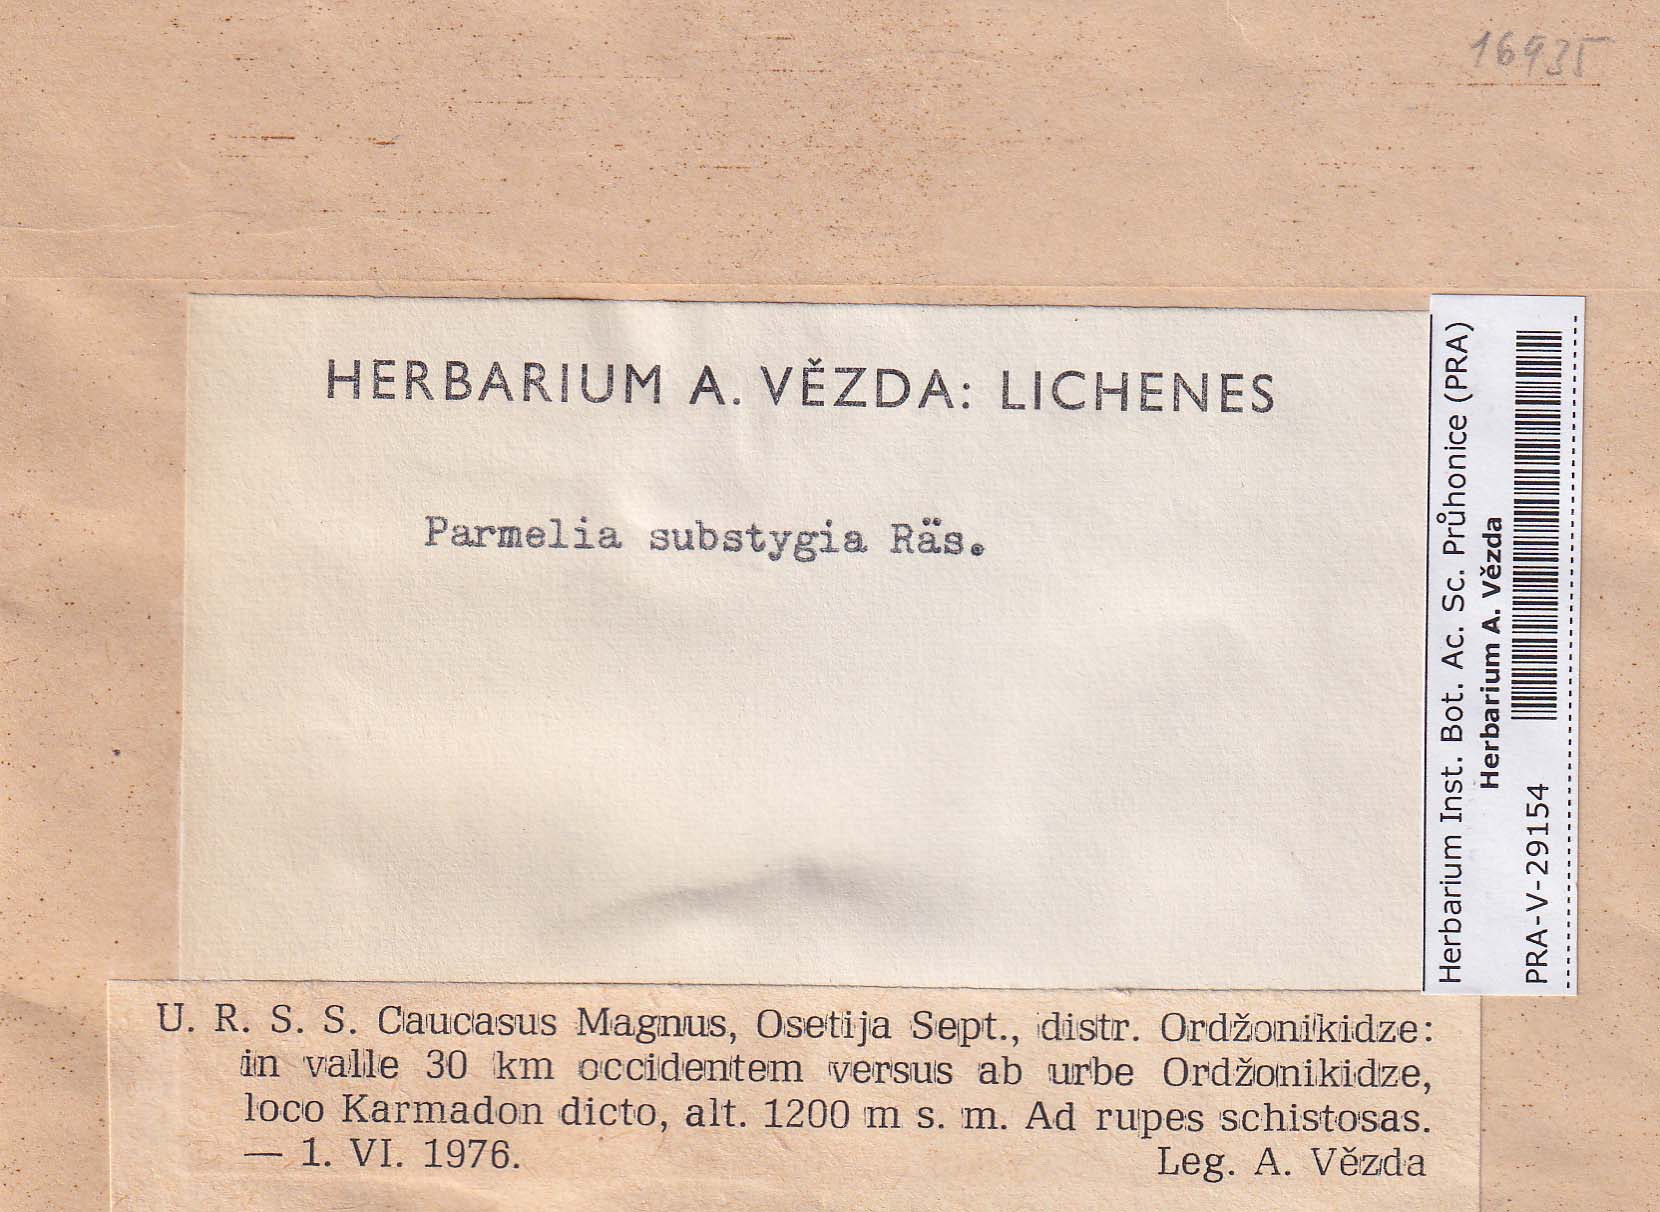 16935
HERBARIUM A. VĚZDA: LICHENES
Parmelia substygia Räs.
Herbarium Inst. Bot. Ac. Sc. Průhonice (PRA)
Herbarium A. Vězda
PRA-V-29154
U. R. S. S. Caucasus Magnus, Osetija Sept., distr. Ordžonikidze:
in valle 30 km occidentem versus ab urbe Ordžonikidze,
loco Karmadon dicto, alt. 1200 m s. m. Ad rupes schistosas.
— 1. VI. 1976. Leg. A. Vězda